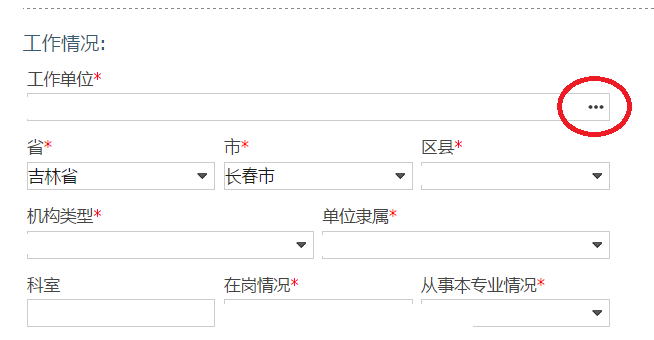 工作情况:
工作单位*
...
省* 市* 区县*
吉林省 长春市
机构类型* 单位隶属*
科室 在岗情况* 从事本专业情况*